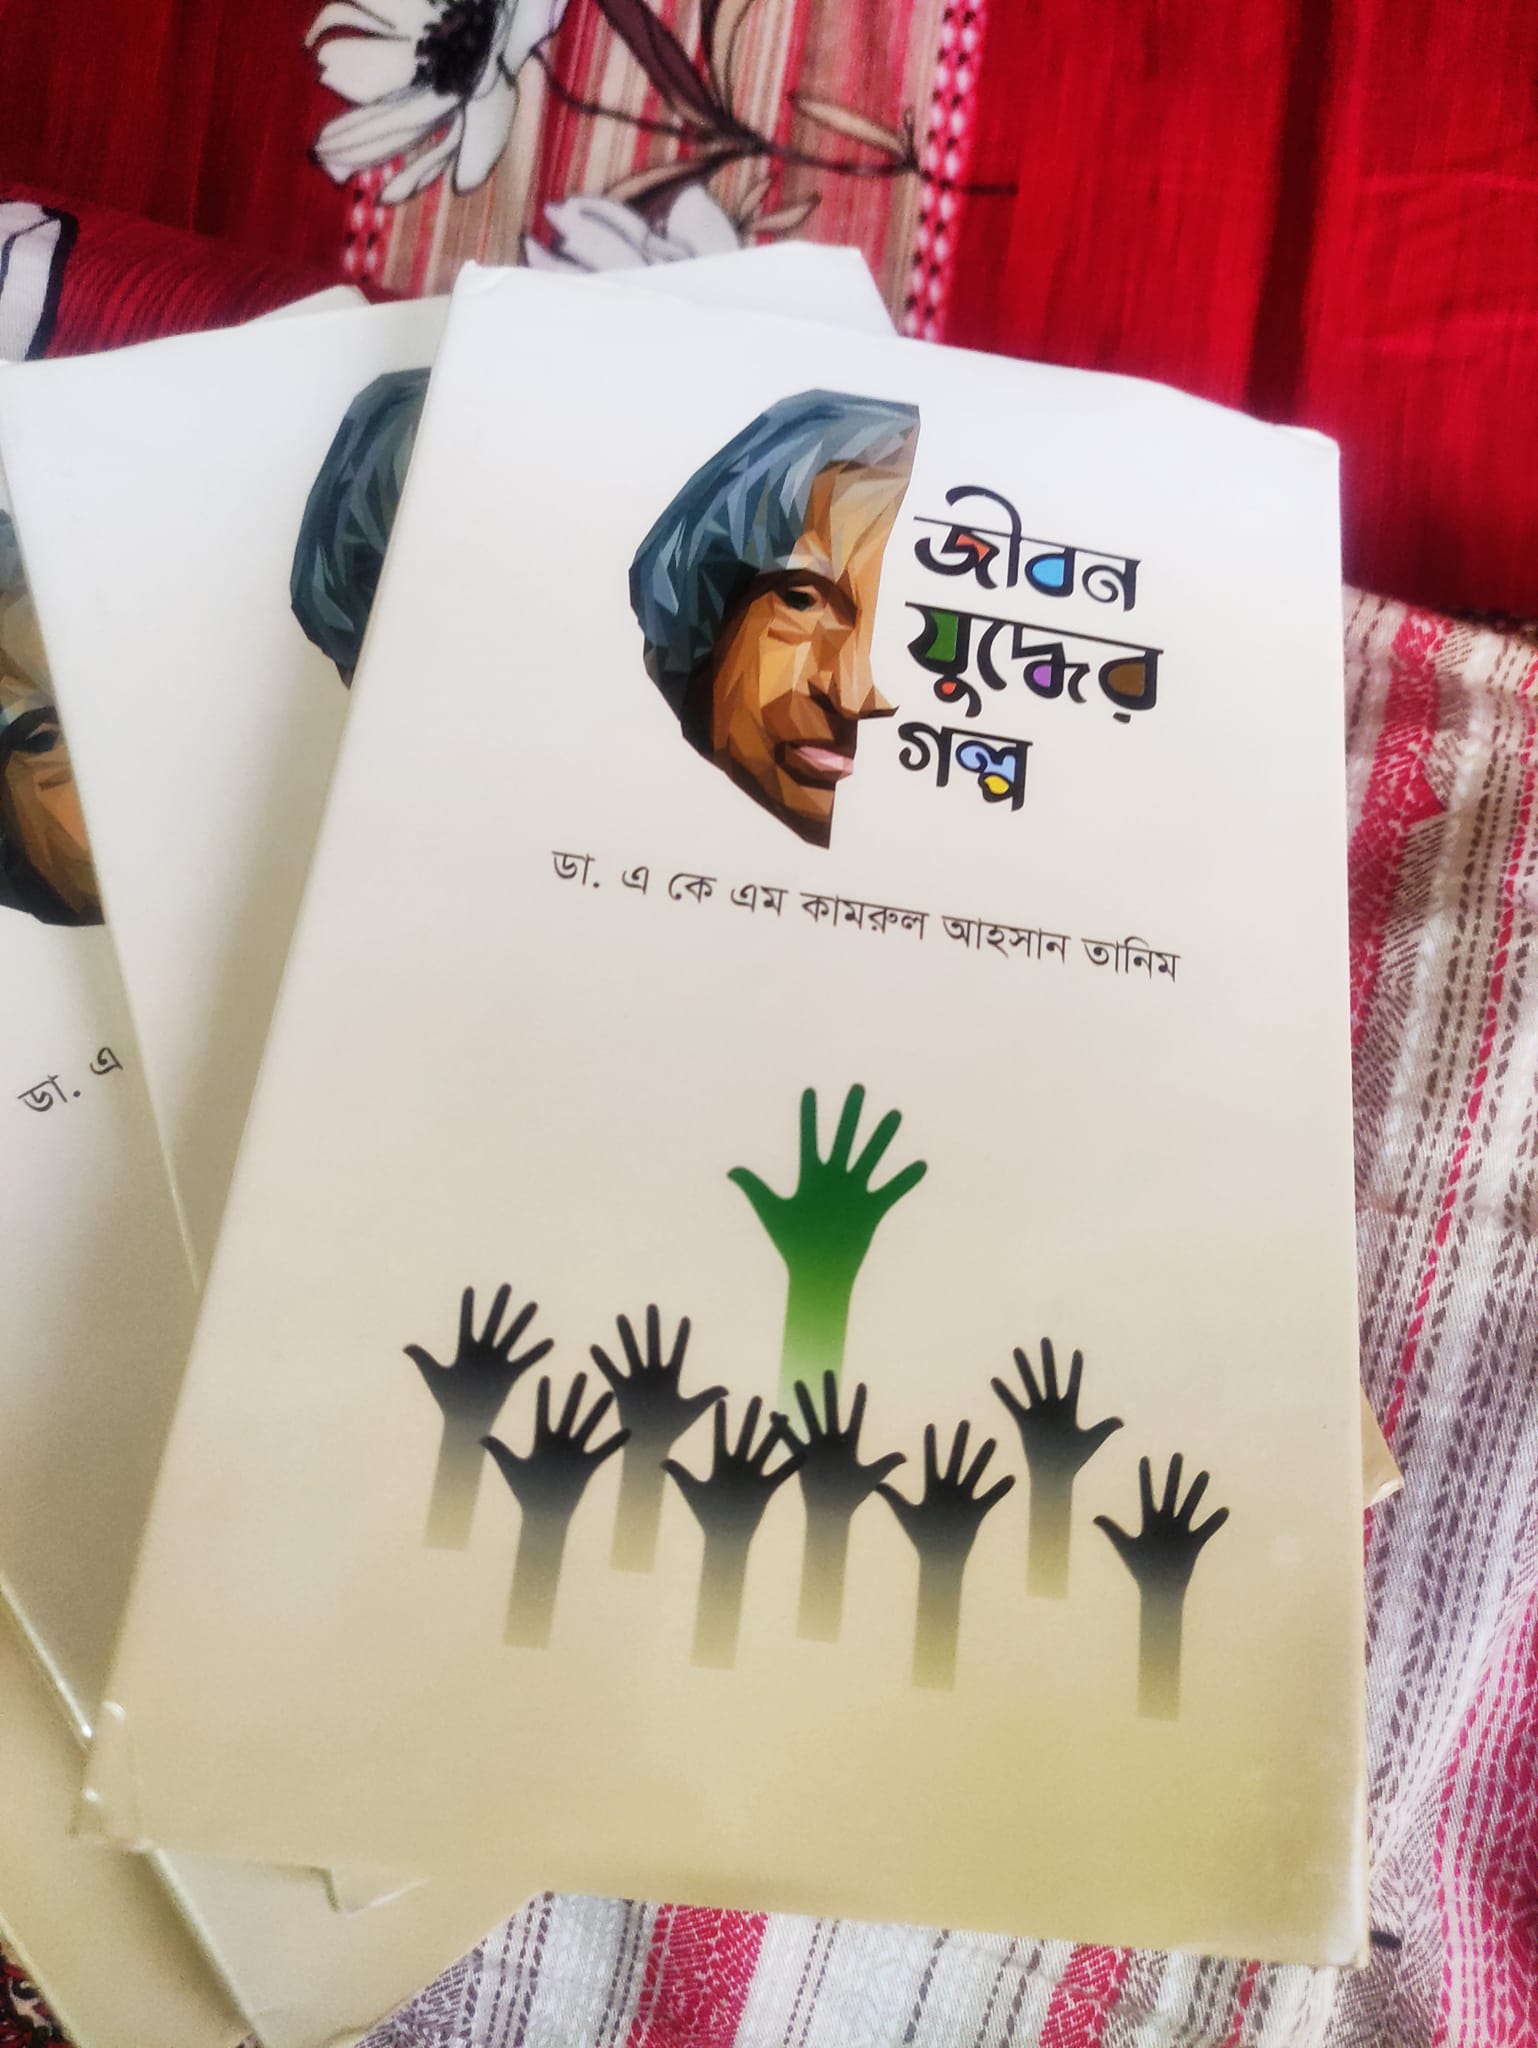 জীবন
যুদ্ধের
গল্প
ডা. এ কে এম কামরুল আহসান তানিম
ডা. এ